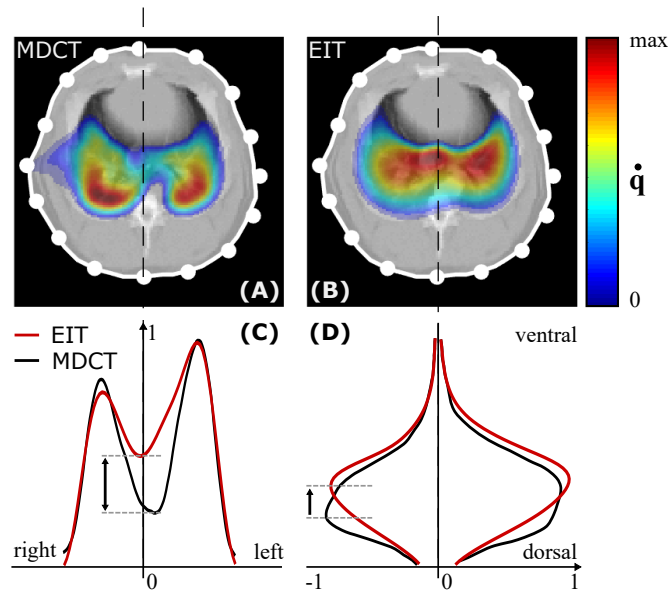 MDCT
EIT
max
q̇
0
(A)
(B)
EIT
MDCT
1
(C)
right
left
0
(D)
ventral
dorsal
-1
0
1